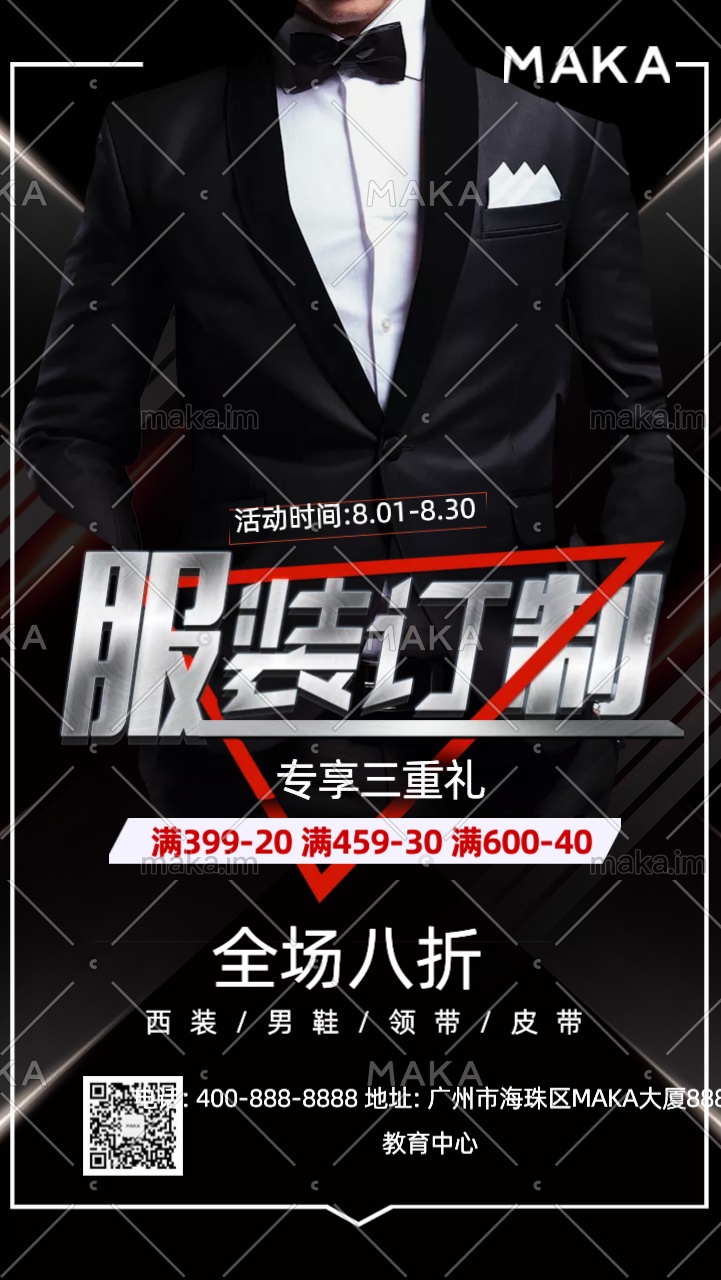 MAKA
活动时间:8.01-8.30
服装订制
专享三重礼
满399-20 满459-30 满600-40
全场八折
西装/男鞋/领带/皮带
电话: 400-888-8888 地址: 广州市海珠区MAKA大厦888
教育中心